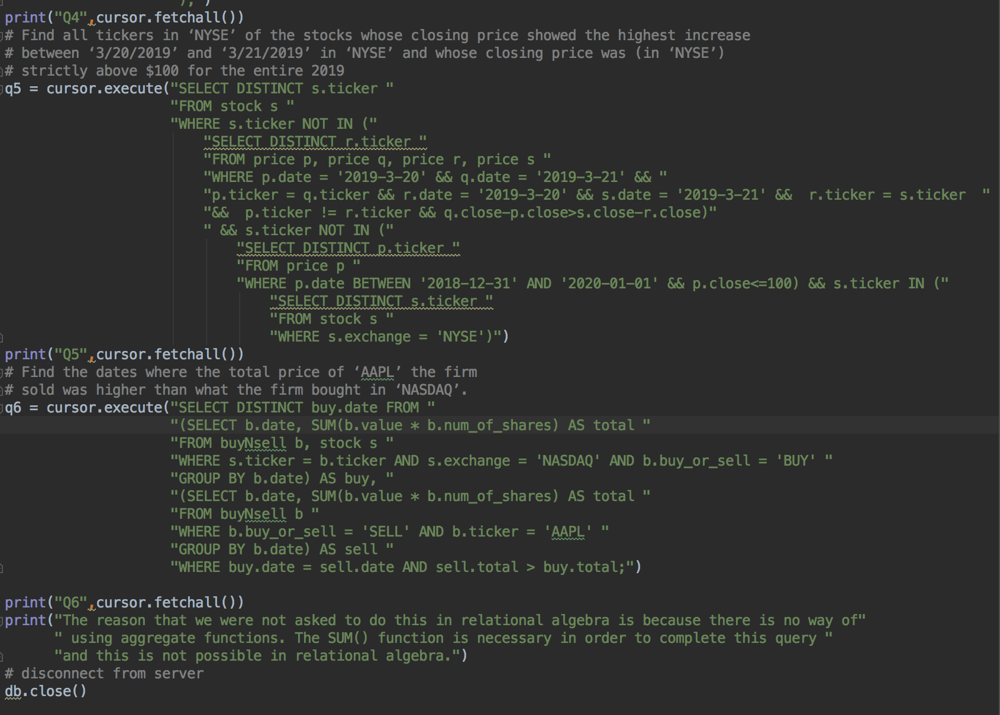 ); ")
print("Q4",cursor.fetchall())
# Find all tickers in ‘NYSE’ of the stocks whose closing price showed the highest increase
# between ‘3/20/2019’ and ‘3/21/2019’ in ‘NYSE’ and whose closing price was (in ‘NYSE’)
# strictly above $100 for the entire 2019
q5 = cursor.execute("SELECT DISTINCT s.ticker "
"FROM stock s "
"WHERE s.ticker NOT IN ("
"SELECT DISTINCT r.ticker "
"FROM price p, price q, price r, price s "
"WHERE p.date = '2019-3-20' && q.date = '2019-3-21' && "
"p.ticker = q.ticker && r.date = '2019-3-20' && s.date = '2019-3-21' &&  r.ticker = s.ticker  "
"&&  p.ticker != r.ticker && q.close-p.close>s.close-r.close)"
" && s.ticker NOT IN ("
"SELECT DISTINCT p.ticker "
"FROM price p "
"WHERE p.date BETWEEN '2018-12-31' AND '2020-01-01' && p.close<=100) && s.ticker IN ("
"SELECT DISTINCT s.ticker "
"FROM stock s "
"WHERE s.exchange = 'NYSE')")
print("Q5",cursor.fetchall())
# Find the dates where the total price of ‘AAPL’ the firm
# sold was higher than what the firm bought in ‘NASDAQ’.
q6 = cursor.execute("SELECT DISTINCT buy.date FROM "
"(SELECT b.date, SUM(b.value * b.num_of_shares) AS total "
"FROM buyNsell b, stock s "
"WHERE s.ticker = b.ticker AND s.exchange = 'NASDAQ' AND b.buy_or_sell = 'BUY' "
"GROUP BY b.date) AS buy, "
"(SELECT b.date, SUM(b.value * b.num_of_shares) AS total "
"FROM buyNsell b "
"WHERE b.buy_or_sell = 'SELL' AND b.ticker = 'AAPL' "
"GROUP BY b.date) AS sell "
"WHERE buy.date = sell.date AND sell.total > buy.total;")
print("Q6",cursor.fetchall())
print("The reason that we were not asked to do this in relational algebra is because there is no way of"
" using aggregate functions. The SUM() function is necessary in order to complete this query "
"and this is not possible in relational algebra.")
# disconnect from server
db.close()